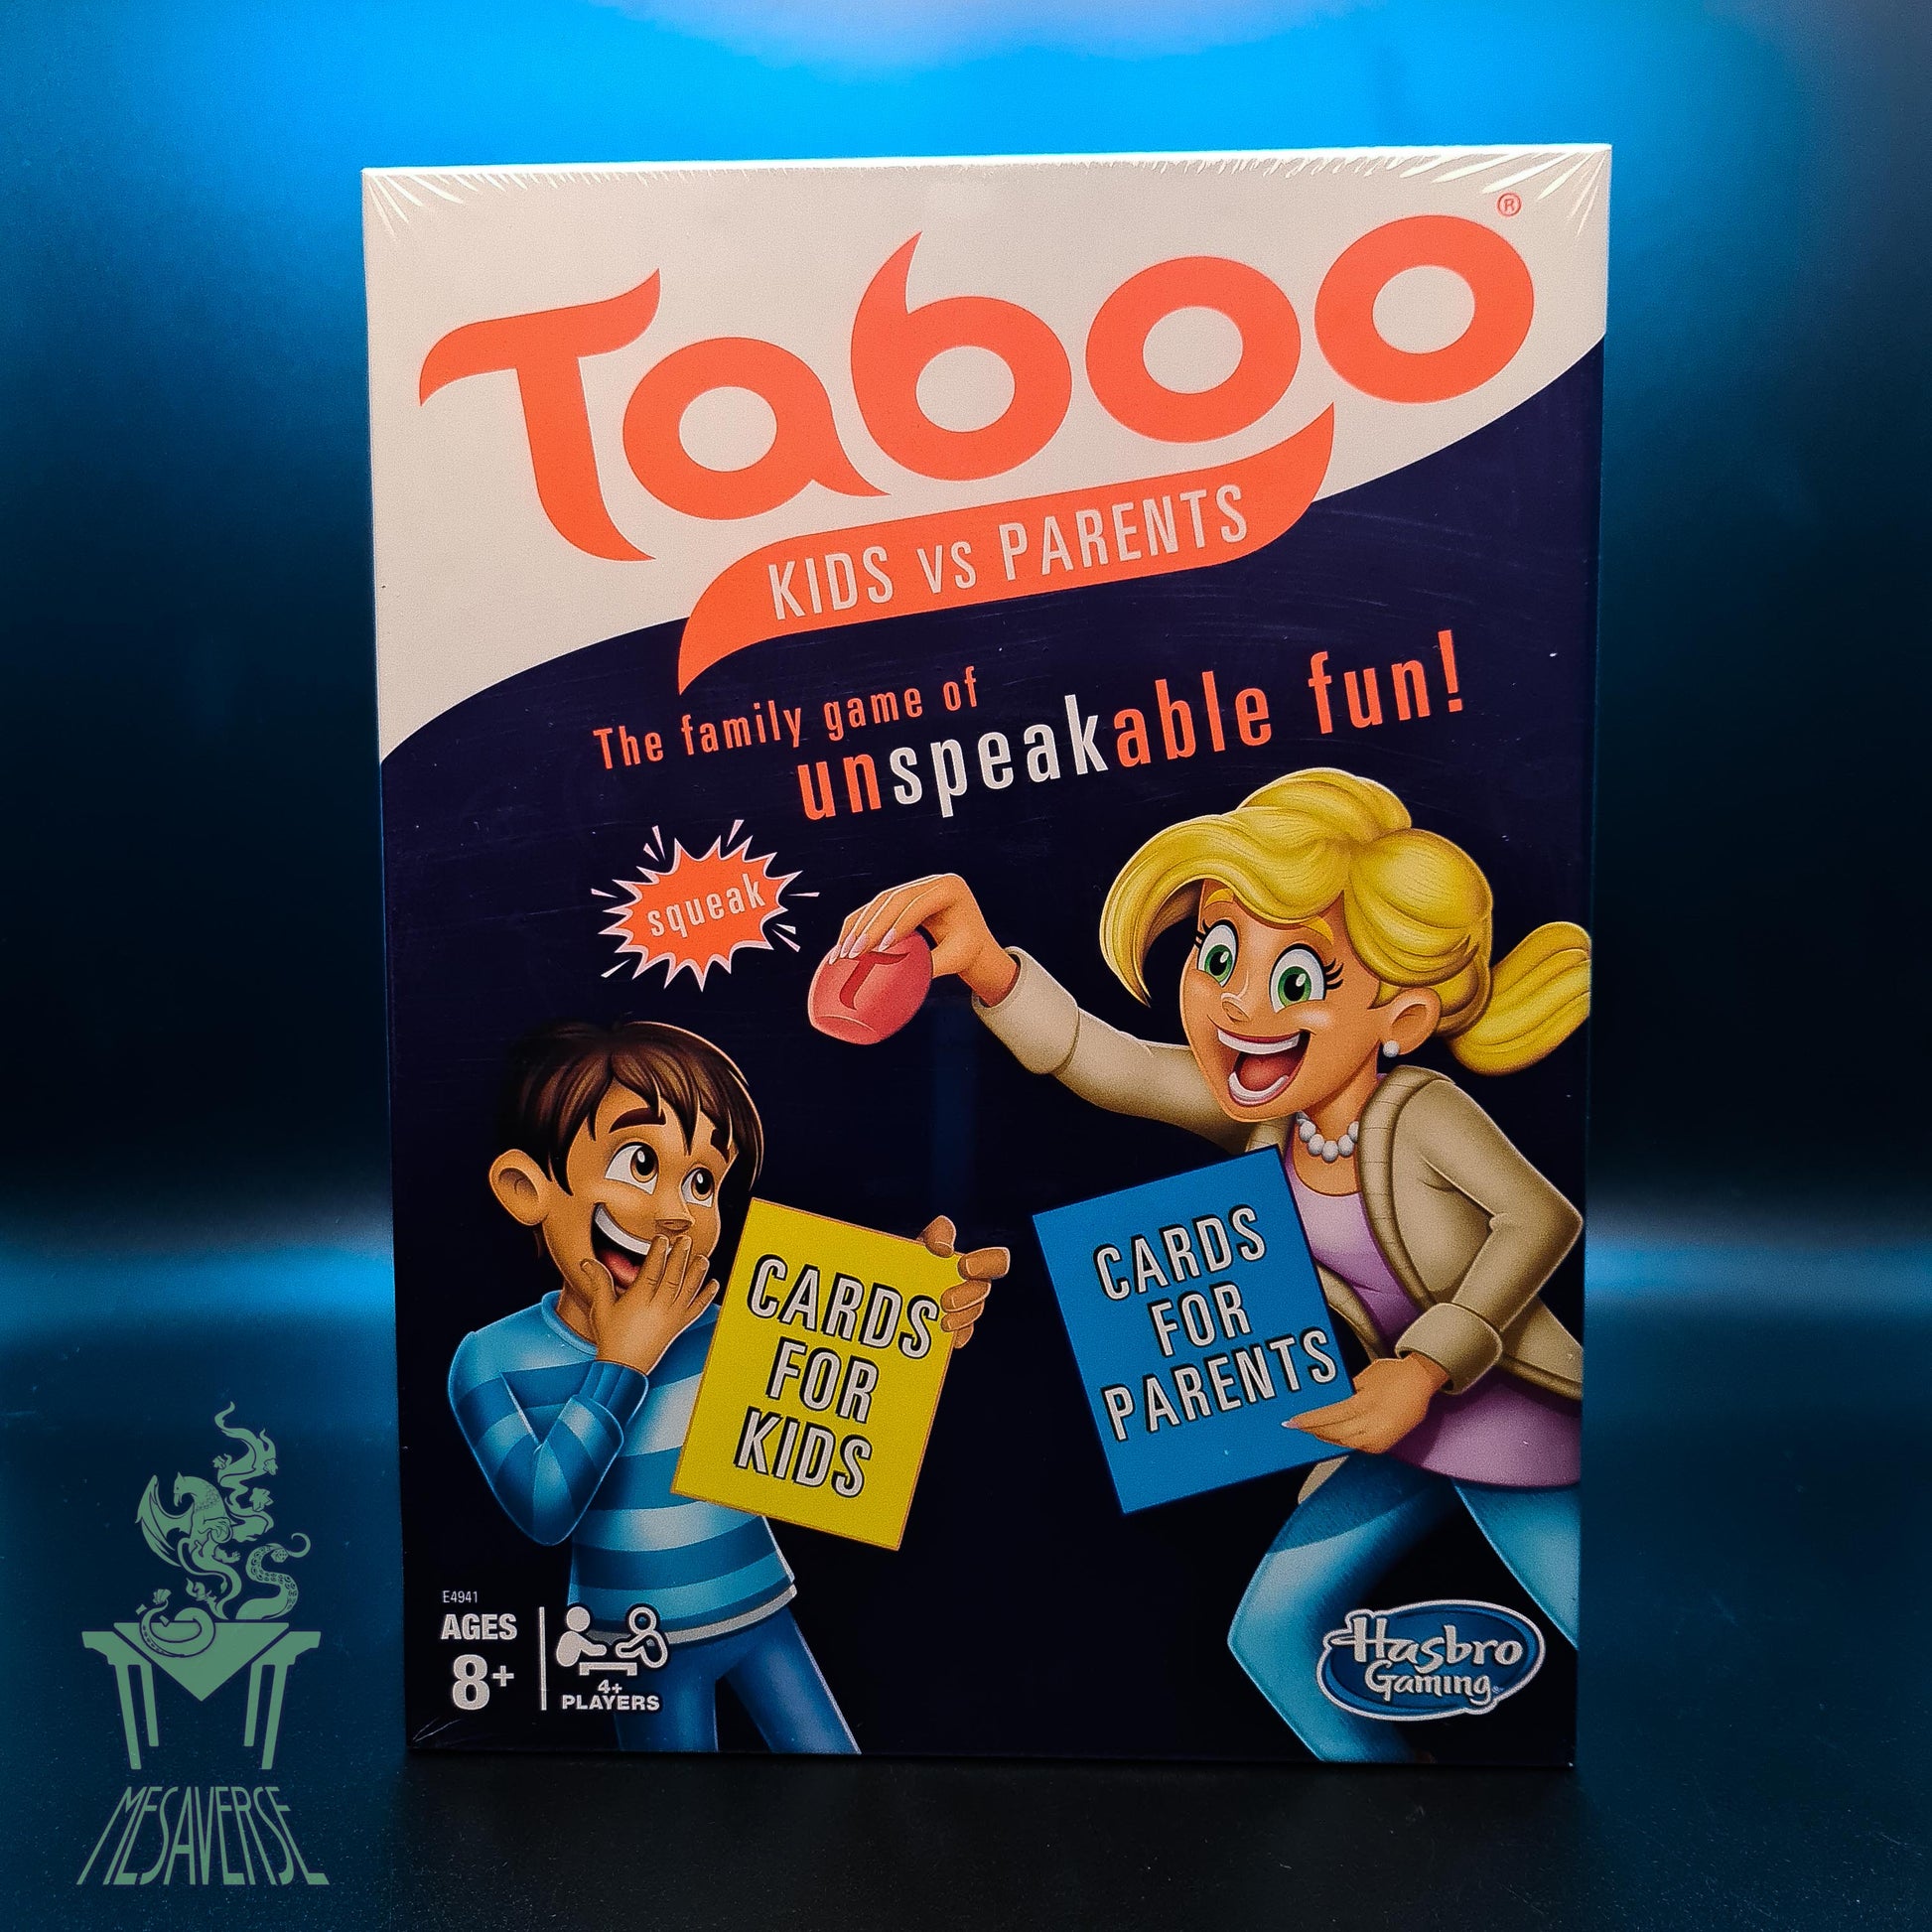 Taboo®
KIDS VS PARENTS
The family game of
unspeakable fun!
squeak
T
CARDS
FOR
KIDS
CARDS
FOR
PARENTS
E4941
AGES
8+
4+
PLAYERS
Hasbro
Gaming
MESAVERSE